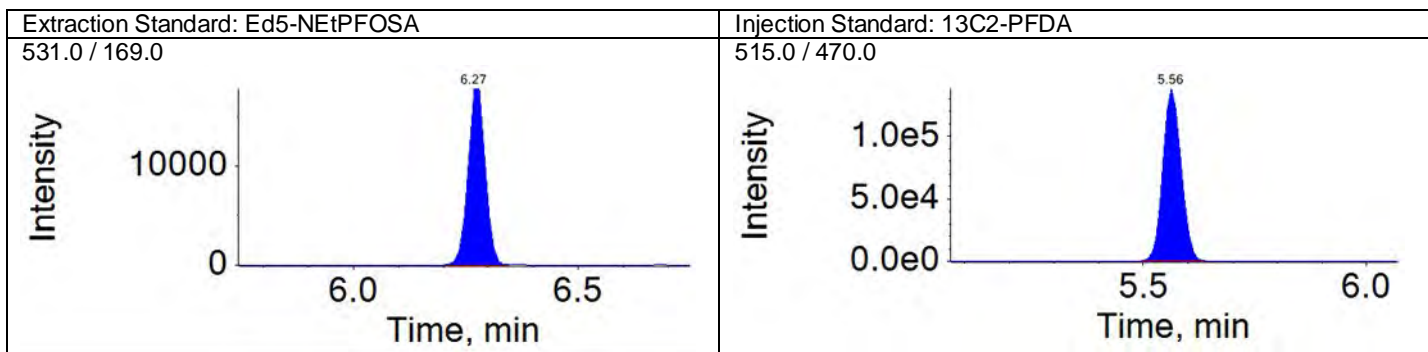 Extraction Standard: Ed5-NEtPFOSA
531.0 / 169.0
6.27
Intensity
10000
0
6.0 6.5
Time, min
Injection Standard: 13C2-PFDA
515.0 / 470.0
5.56
Intensity
1.0e5
5.0e4
0.0e0
5.5 6.0
Time, min